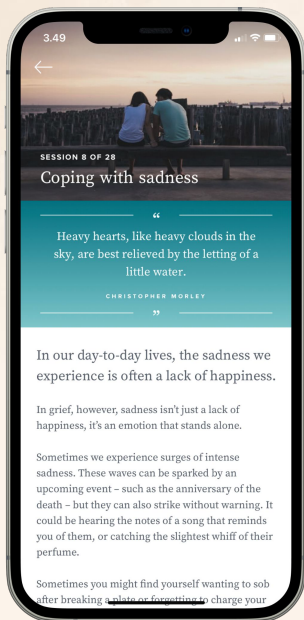 3.49
SESSION 8 OF 28
Coping with sadness
“
Heavy hearts, like heavy clouds in the
sky, are best relieved by the letting of a
little water.
CHRISTOPHER MORLEY
”
In our day-to-day lives, the sadness we
experience is often a lack of happiness.
In grief, however, sadness isn’t just a lack of
happiness, it’s an emotion that stands alone.
Sometimes we experience surges of intense
sadness. These waves can be sparked by an
upcoming event – such as the anniversary of the
death – but they can also strike without warning. It
could be hearing the notes of a song that reminds
you of them, or catching the slightest whiff of their
perfume.
Sometimes you might find yourself wanting to sob
after breaking a plate or forgetting to charge your